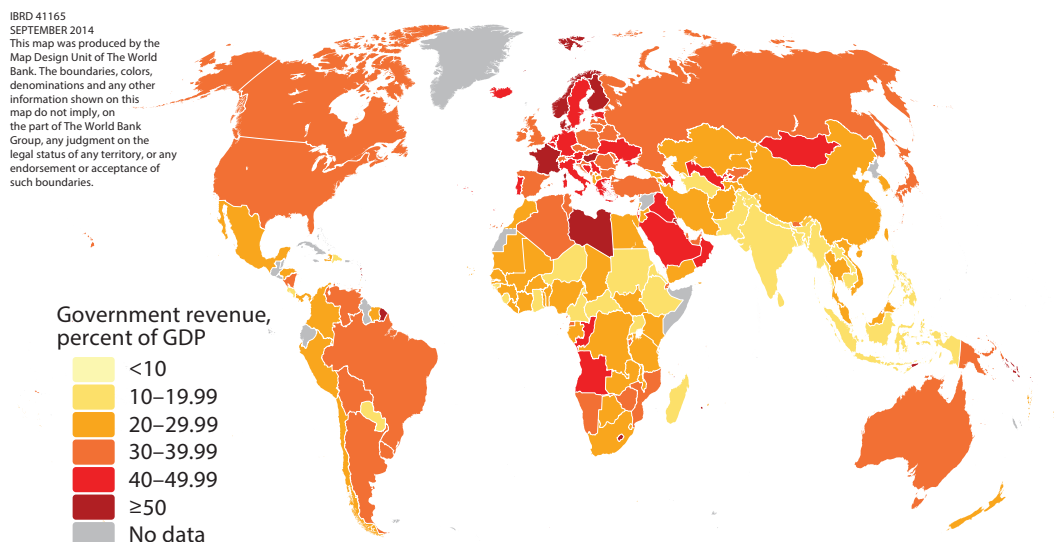 IBRD 41165
SEPTEMBER 2014
This map was produced by the
Map Design Unit of The World
Bank. The boundaries, colors,
denominations and any other
information shown on this
map do not imply, on
the part of The World Bank
Group, any judgment on the
legal status of any territory, or any
endorsement or acceptance of
such boundaries.
Government revenue,
percent of GDP
<10
10–19.99
20–29.99
30–39.99
40–49.99
≥50
No data